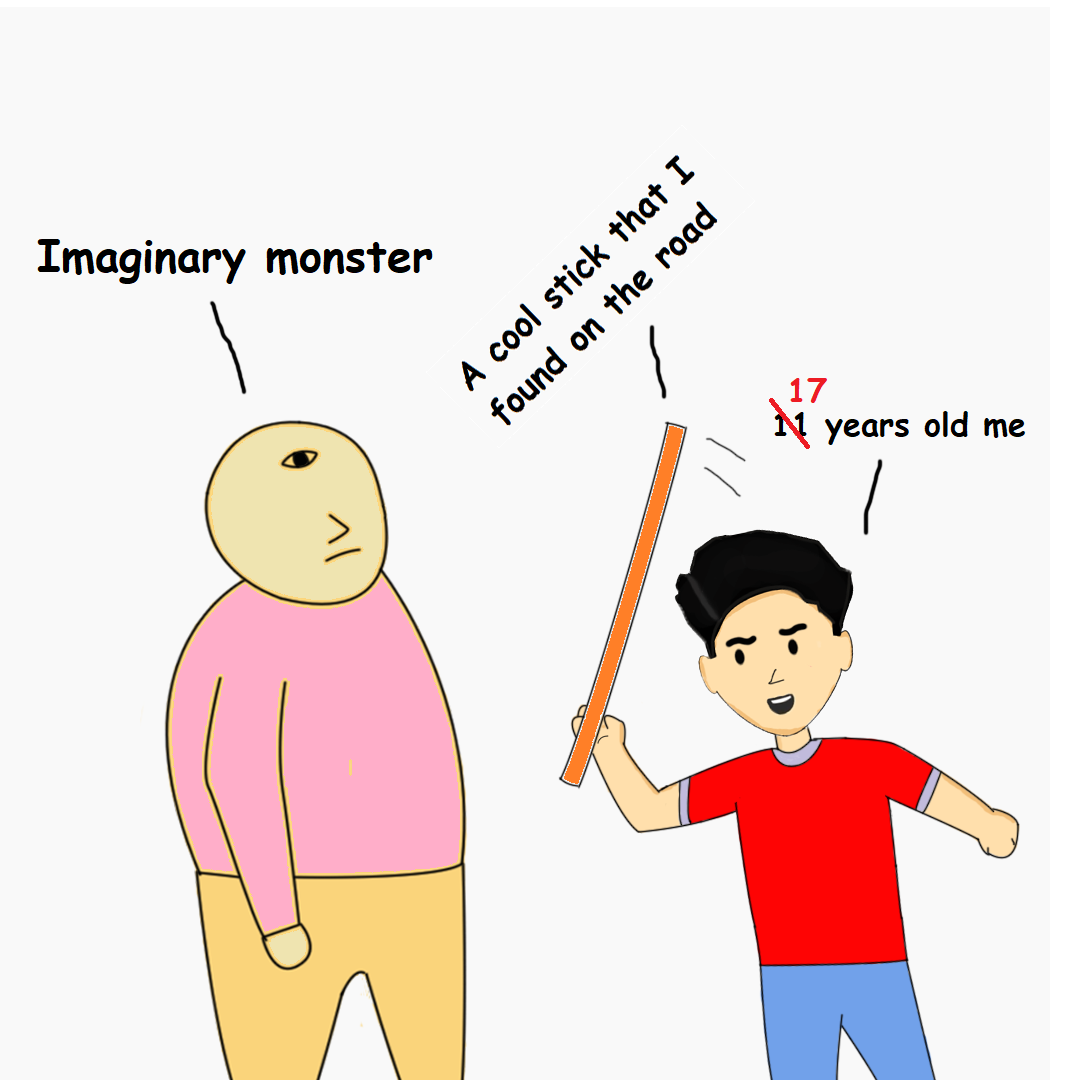 Imaginary monster
A cool stick that I
found on the road
17
11 years old me